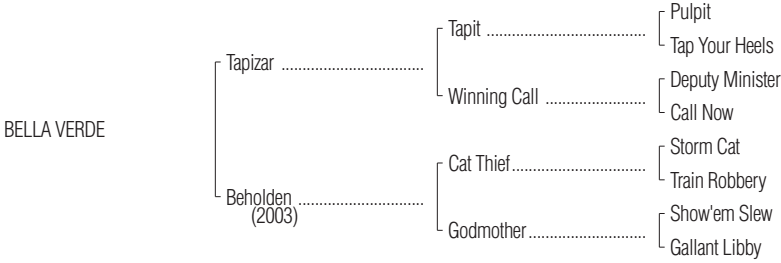 Pulpit
Tapit ................................
Tap Your Heels
Tapizar ..................................
Deputy Minister
Winning Call ........................
Call Now
BELLA VERDE
Storm Cat
Cat Thief................................
Train Robbery
Beholden ..............................
(2003)
Show'em Slew
Godmother............................
Gallant Libby